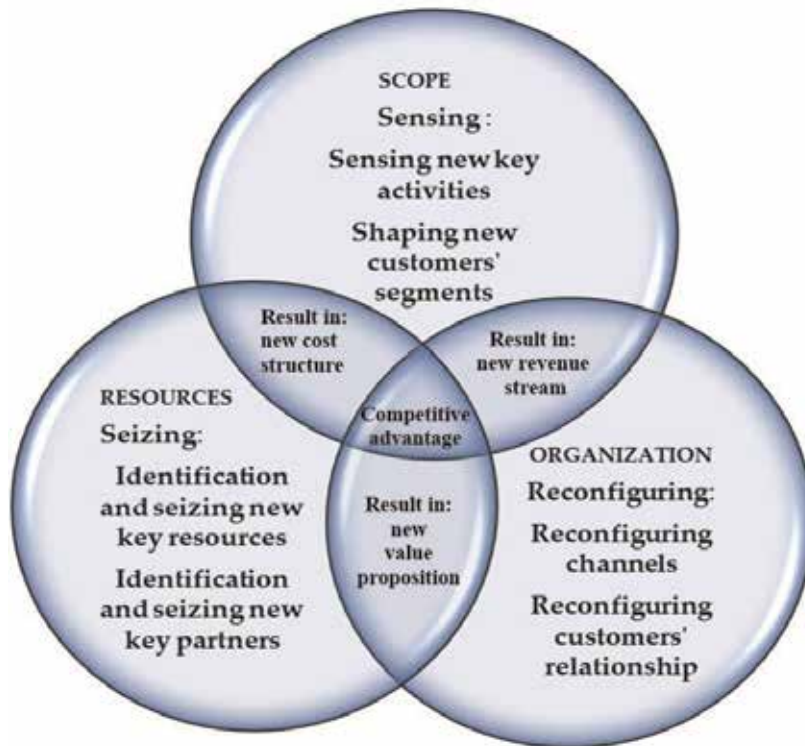 SCOPE
Sensing :
Sensing new key
activities
Shaping new
customers'
segments
Result in:
new cost
structure
Result in:
new revenue
stream
Competitive
advantage
RESOURCES
Seizing:
Identification
and seizing new
key resources
Identification
and seizing new
key partners
Result in:
new
value
proposition
ORGANIZATION
Reconfiguring:
Reconfiguring
channels
Reconfiguring
customers'
relationship